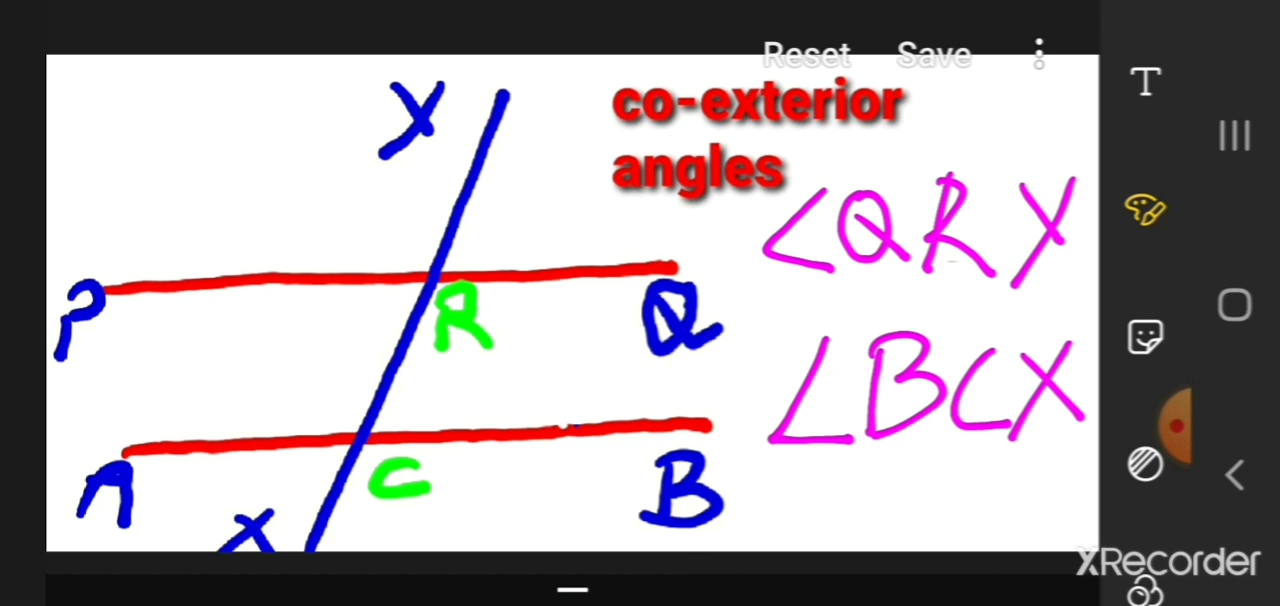 Reset Save
co-exterior
angles
Y
∠QRY
P
R
Q
∠BCX
A
C
B
X
T
XRecorder